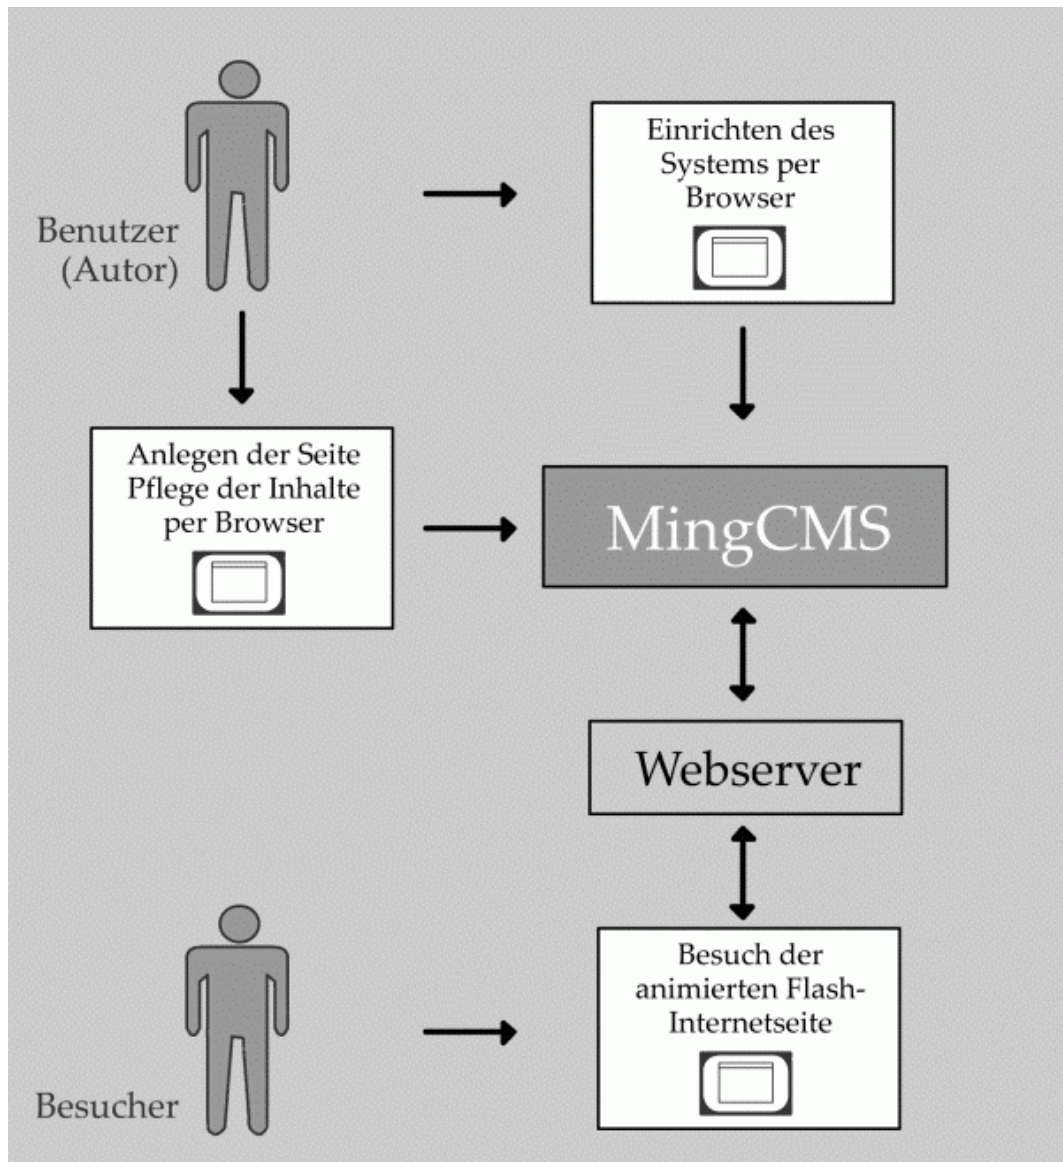 Einrichten des
Systems per
Browser
Benutzer
(Autor)
Anlegen der Seite
Pflege der Inhalte
per Browser
MingCMS
Webserver
Besuch der
animierten Flash-
Internetseite
Besucher